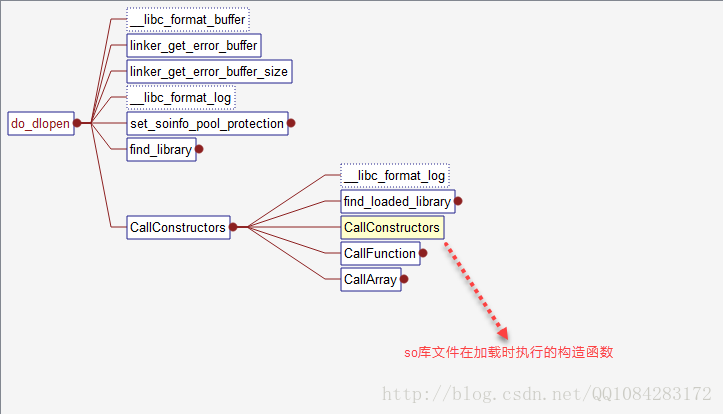 __libc_format_buffer
linker_get_error_buffer
linker_get_error_buffer_size
__libc_format_log
do_dlopen
set_soinfo_pool_protection
find_library
CallConstructors
__libc_format_log
find_loaded_library
CallConstructors
CallFunction
CallArray
so库文件在加载时执行的构造函数
http://blog.csdn.net/QQ1084283172